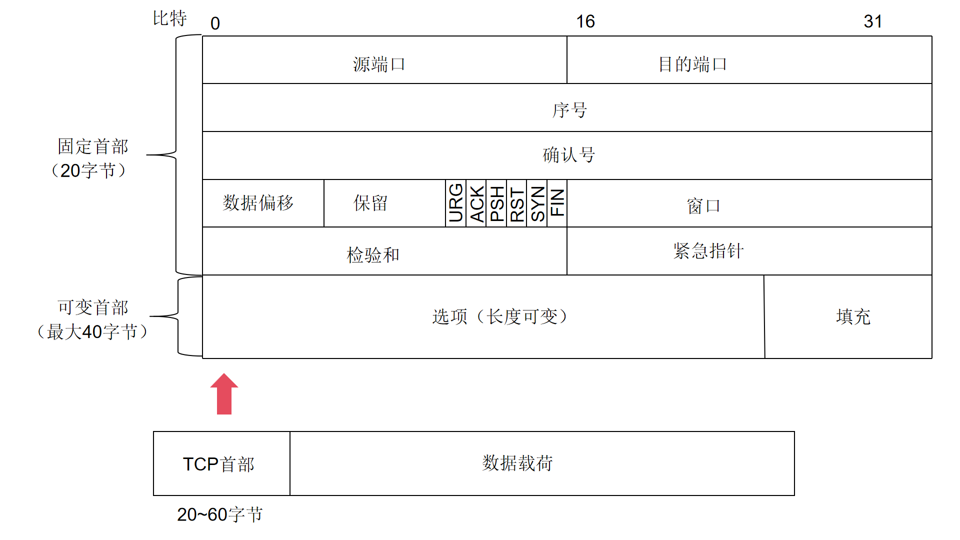 比特 0 16 31
源端口 目的端口
序号
固定首部
（20字节）
确认号
数据偏移 保留 URG ACK PSH RST SYN FIN 窗口
检验和 紧急指针
可变首部
（最大40字节）
选项（长度可变） 填充
TCP首部 数据载荷
20~60字节